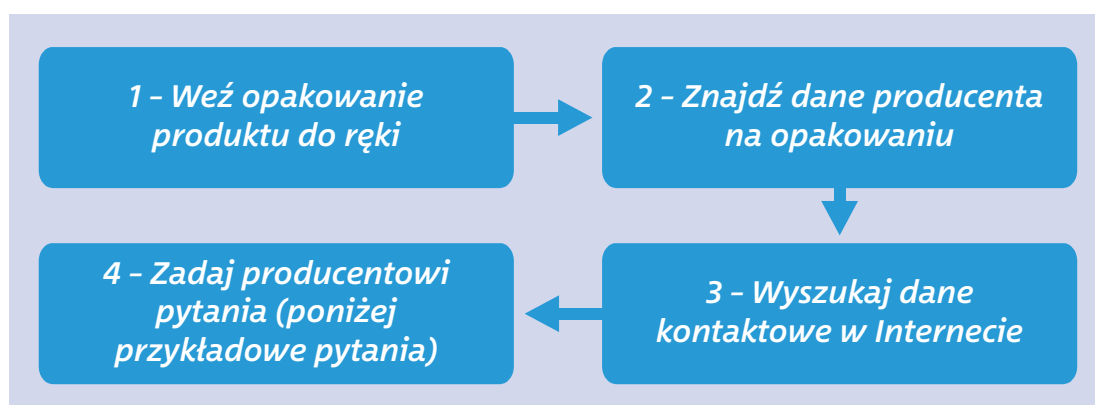 1 – Weź opakowanie
produktu do ręki
2 – Znajdź dane producenta
na opakowaniu
3 – Wyszukaj dane
kontaktowe w Internecie
4 – Zadaj producentowi
pytania (poniżej
przykładowe pytania)